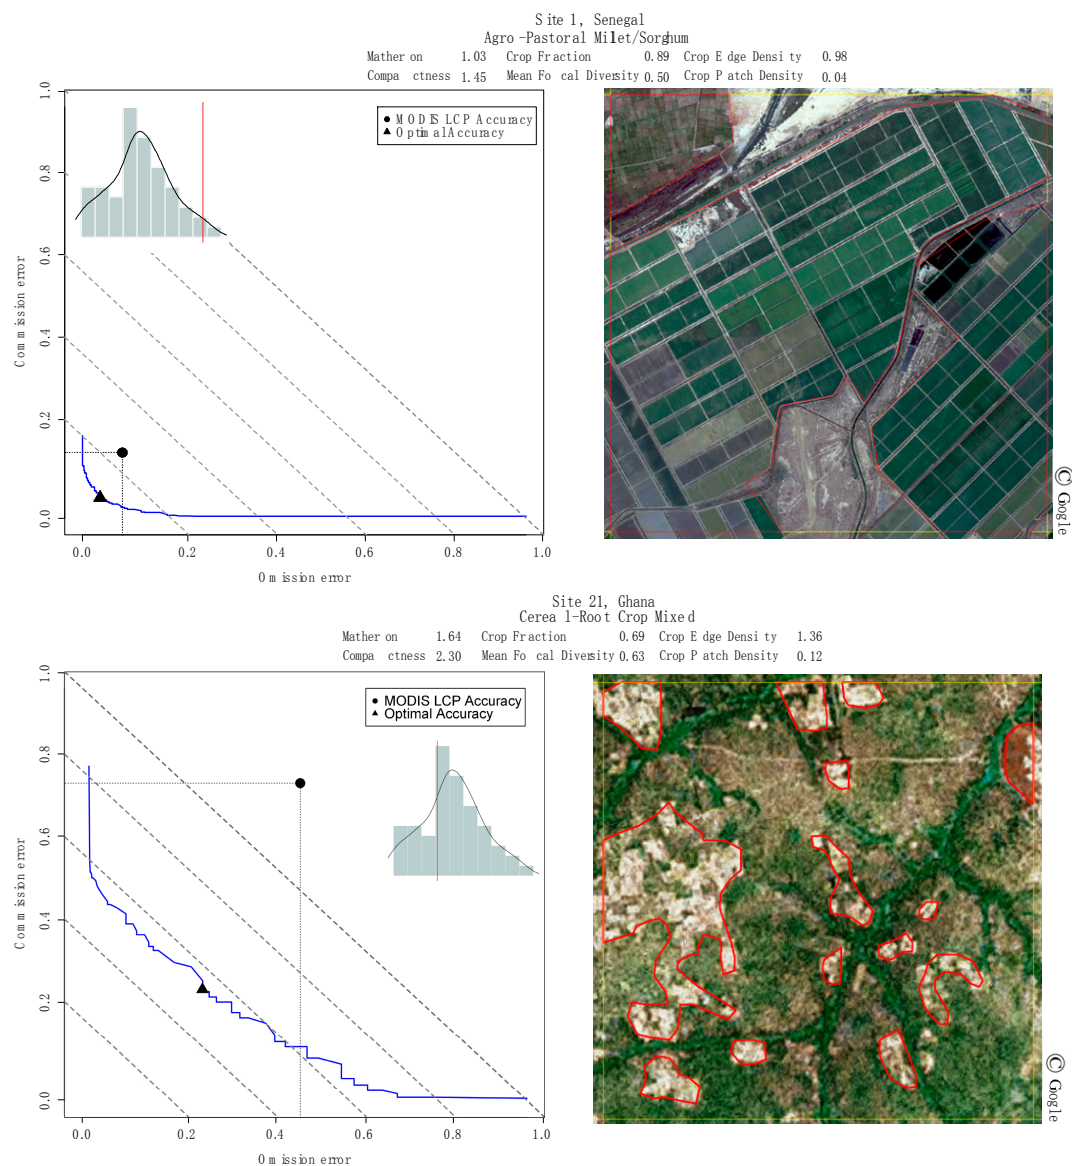 Site 1, Senegal
Agro-Pastoral Milet/Sorghum
Matheron 1.03 Crop Fraction 0.89 Crop Edge Density 0.98
Compactness 1.45 Mean Focal Diversity 0.50 Crop Patch Density 0.04
MODIS LCP Accuracy
Optimal Accuracy
1.0
0.8
0.6
0.4
0.2
0.0
Commission error
0.0 0.2 0.4 0.6 0.8 1.0
Omission error
© Google
Site 21, Ghana
Cereal-Root Crop Mixed
Matheron 1.64 Crop Fraction 0.69 Crop Edge Density 1.36
Compactness 2.30 Mean Focal Diversity 0.63 Crop Patch Density 0.12
MODIS LCP Accuracy
Optimal Accuracy
1.0
0.8
0.6
0.4
0.2
0.0
Commission error
0.0 0.2 0.4 0.6 0.8 1.0
Omission error
© Google